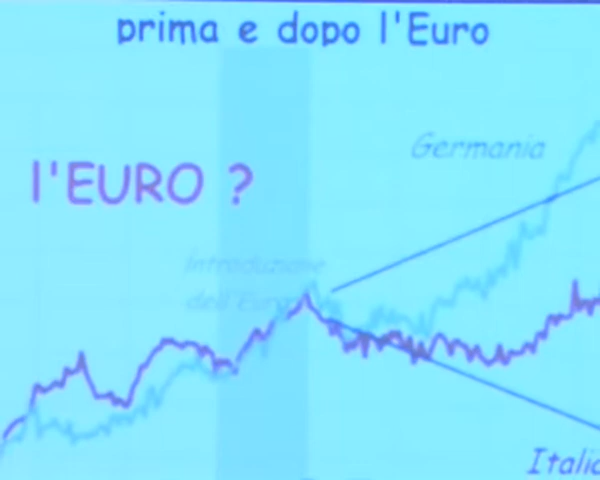 prima e dopo l'Euro
Germania
l'EURO ?
Introduzione
dell'Euro
Italia